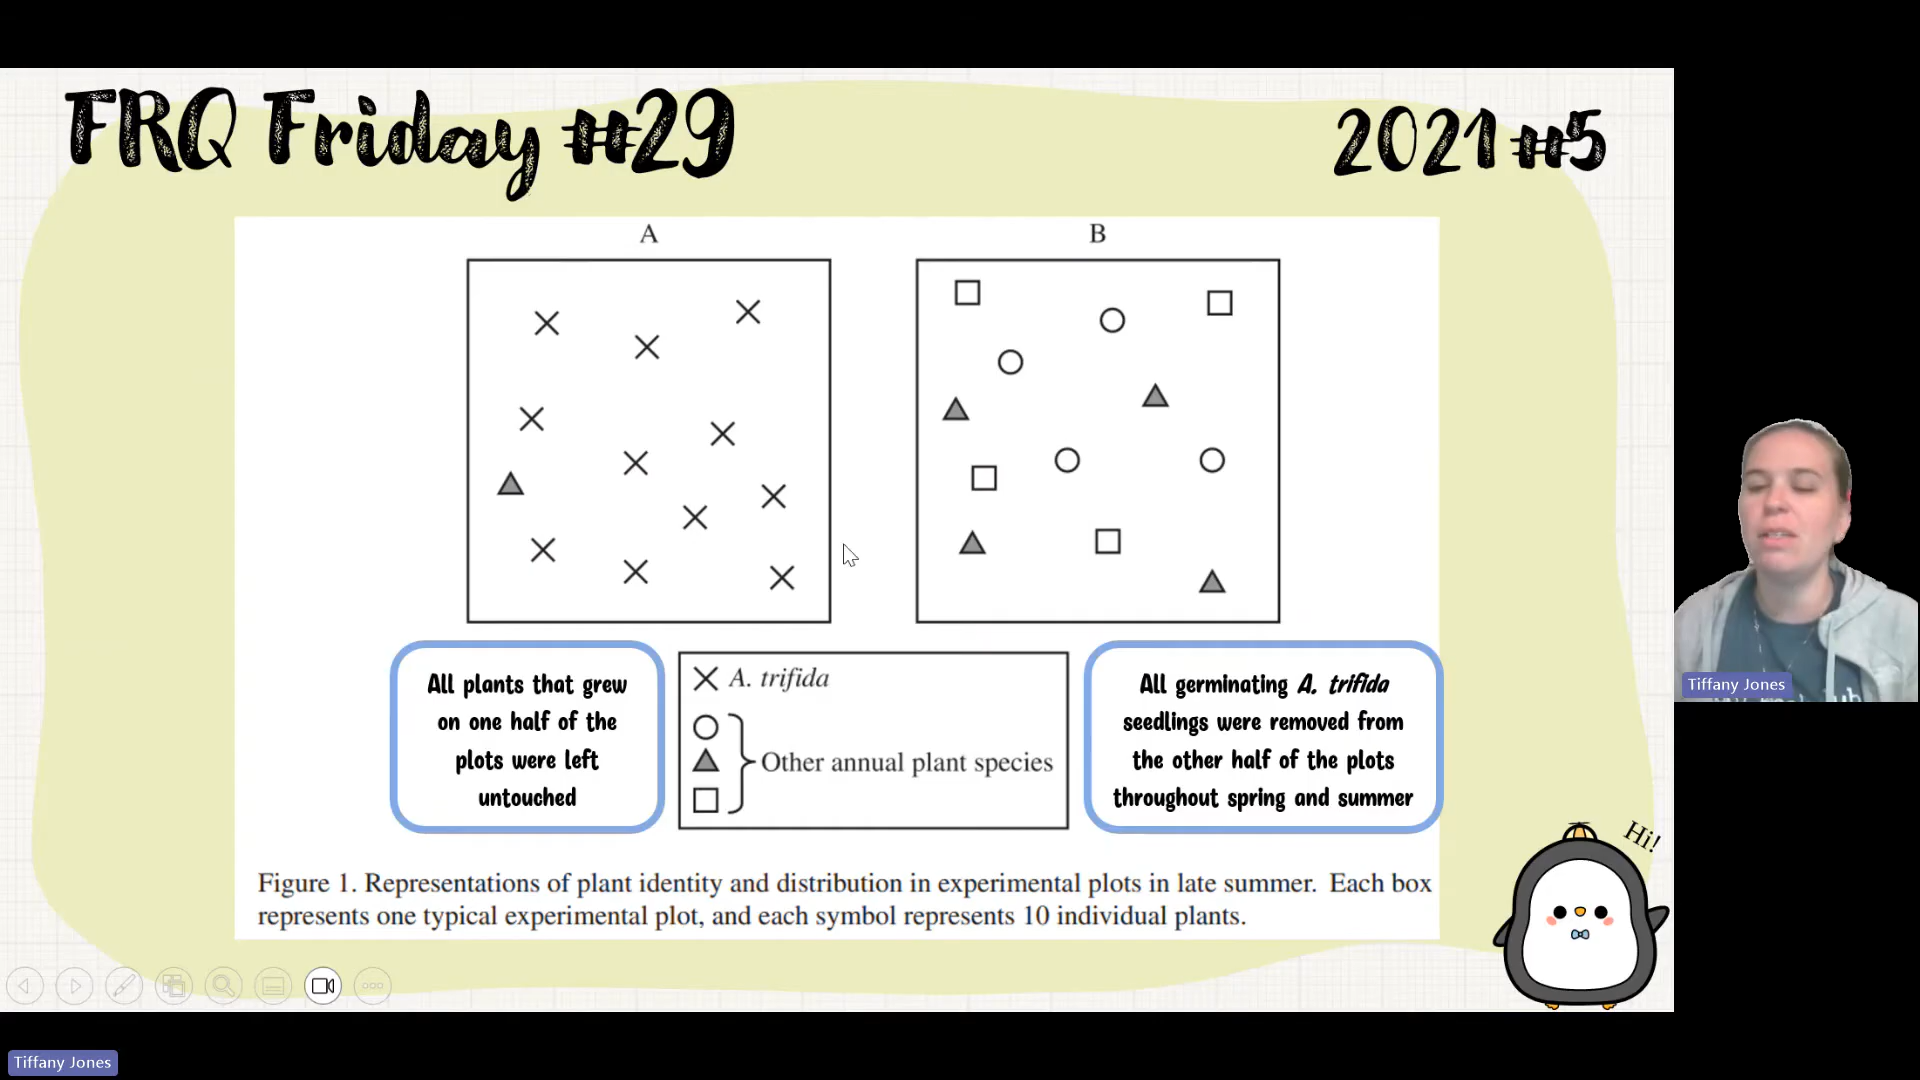 FRQ Friday #29
2021 #5
A
B
All plants that grew
on one half of the
plots were left
untouched
A. trifida
Other annual plant species
All germinating A. trifida
seedlings were removed from
the other half of the plots
throughout spring and summer
Figure 1. Representations of plant identity and distribution in experimental plots in late summer. Each box
represents one typical experimental plot, and each symbol represents 10 individual plants.
Hi!
Tiffany Jones
Tiffany Jones